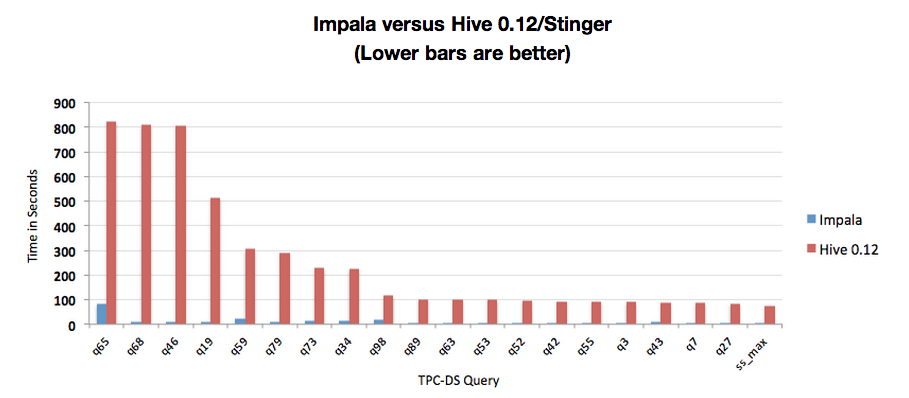 Impala versus Hive 0.12/Stinger
(Lower bars are better)
900
800
700
600
500
400
300
200
100
0
Time in Seconds
q65
q68
q46
q19
q59
q79
q73
q34
q98
q89
q63
q53
q52
q42
q55
q3
q43
q7
q27
ss_max
TPC-DS Query
Impala
Hive 0.12